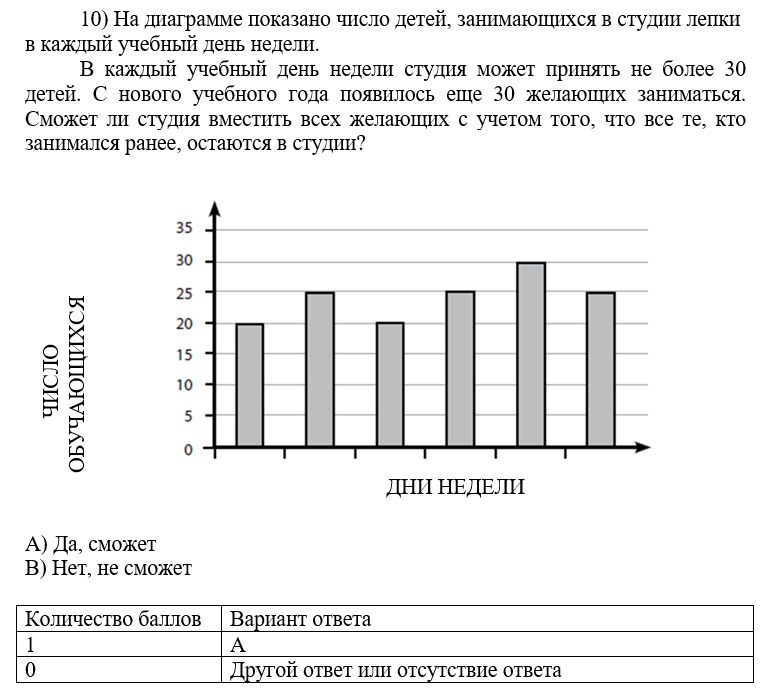 10) На диаграмме показано число детей, занимающихся в студии лепки
в каждый учебный день недели.
В каждый учебный день недели студия может принять не более 30
детей. С нового учебного года появилось еще 30 желающих заниматься.
Сможет ли студия вместить всех желающих с учетом того, что все те, кто
занимался ранее, остаются в студии?
35
30
25
20
15
10
5
0
ЧИСЛО
ОБУЧАЮЩИХСЯ
ДНИ НЕДЕЛИ
А) Да, сможет
В) Нет, не сможет
Количество баллов Вариант ответа
1 А
0 Другой ответ или отсутствие ответа